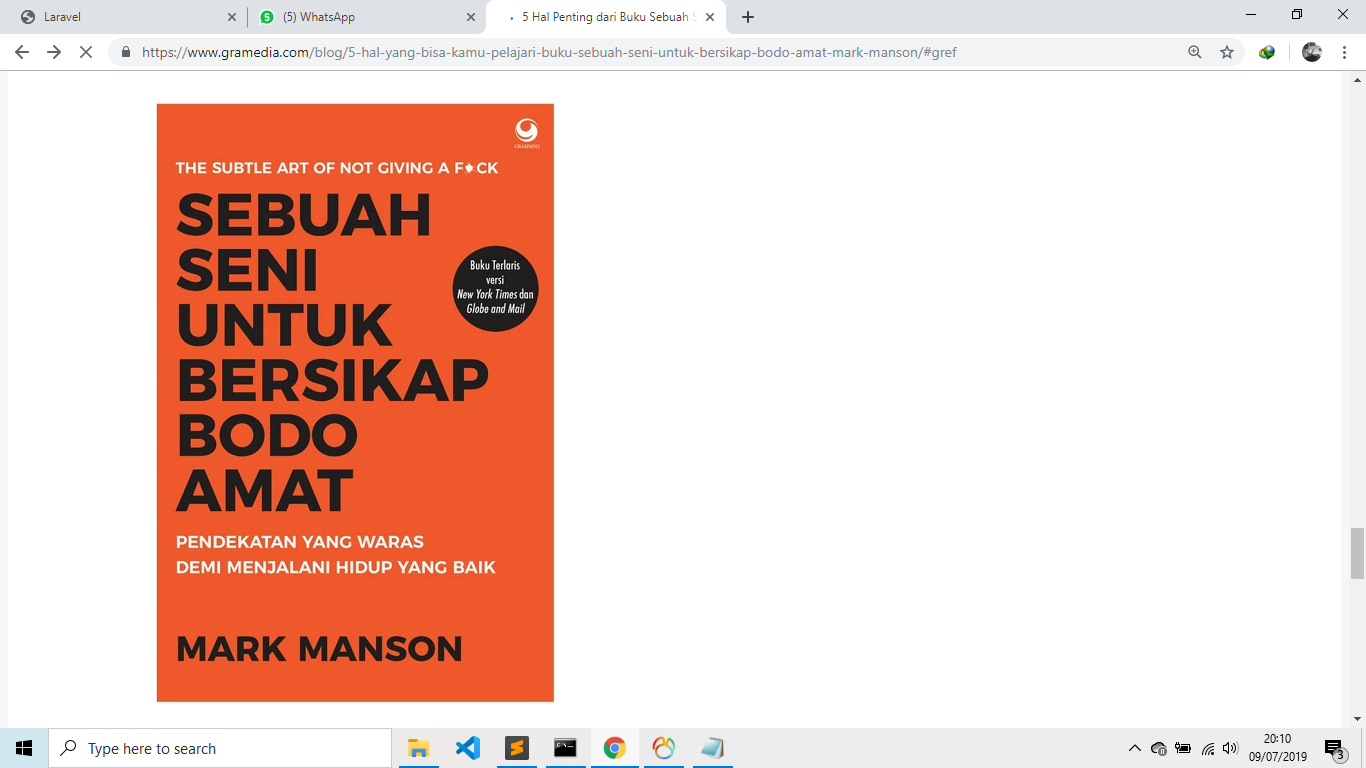 Laravel
(5) WhatsApp
5 Hal Penting dari Buku Sebuah S
https://www.gramedia.com/blog/5-hal-yang-bisa-kamu-pelajari-buku-sebuah-seni-untuk-bersikap-bodo-amat-mark-manson/#gref
GRASINDO
THE SUBTLE ART OF NOT GIVING A F*CK
SEBUAH
SENI
UNTUK
BERSIKAP
BODO
AMAT
Buku Terlaris
versi
New York Times dan
Globe and Mail
PENDEKATAN YANG WARAS
DEMI MENJALANI HIDUP YANG BAIK
MARK MANSON
Type here to search
20:10
09/07/2019
3